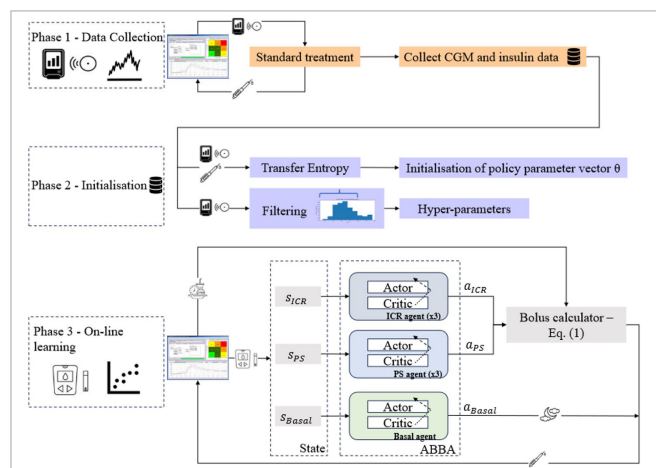 Phase 1 - Data Collection
Standard treatment
Collect CGM and insulin data
Phase 2 - Initialisation
Transfer Entropy
Initialisation of policy parameter vector θ
Filtering
Hyper-parameters
Phase 3 - On-line
learning
s_ICR
Actor
Critic
ICR agent (x3)
a_ICR
s_PS
Actor
Critic
PS agent (x3)
a_PS
Bolus calculator –
Eq. (1)
s_Basal
Actor
Critic
Basal agent
a_Basal
State
ABBA